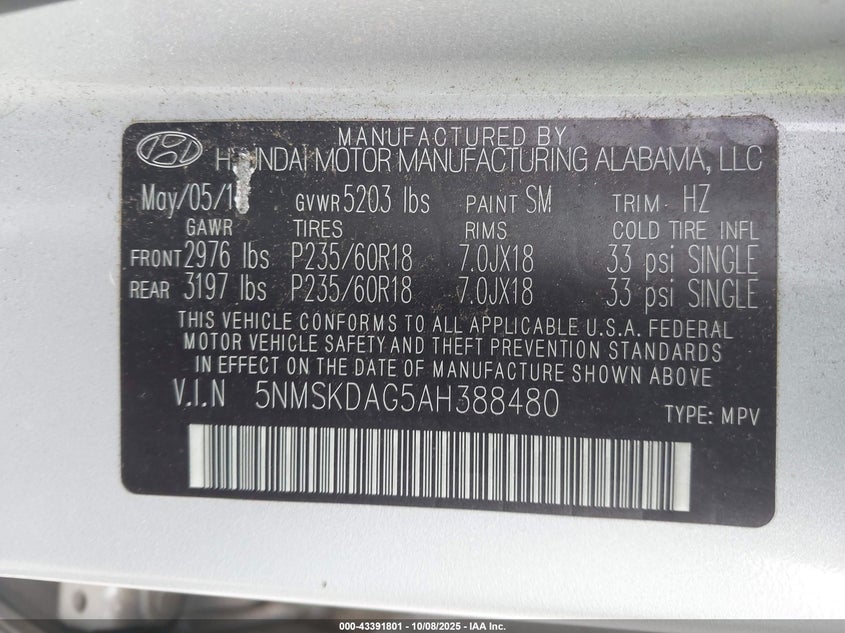 MANUFACTURED BY
HYUNDAI MOTOR MANUFACTURING ALABAMA, LLC
GVWR 5203 lbs PAINT SM TRIM HZ
GAWR TIRES RIMS COLD TIRE INFL
FRONT 2976 lbs P235/60R18 7.0JX18 33 psi SINGLE
REAR 3197 lbs P235/60R18 7.0JX18 33 psi SINGLE
THIS VEHICLE CONFORMS TO ALL APPLICABLE U.S.A. FEDERAL
MOTOR VEHICLE SAFETY AND THEFT PREVENTION STANDARDS
IN EFFECT ON THE DATE OF MANUFACTURE SHOWN ABOVE
V.I.N 5NMSKDAG5AH388480 TYPE: MPV
000-43391801 - 10/08/2025 - IAA Inc.